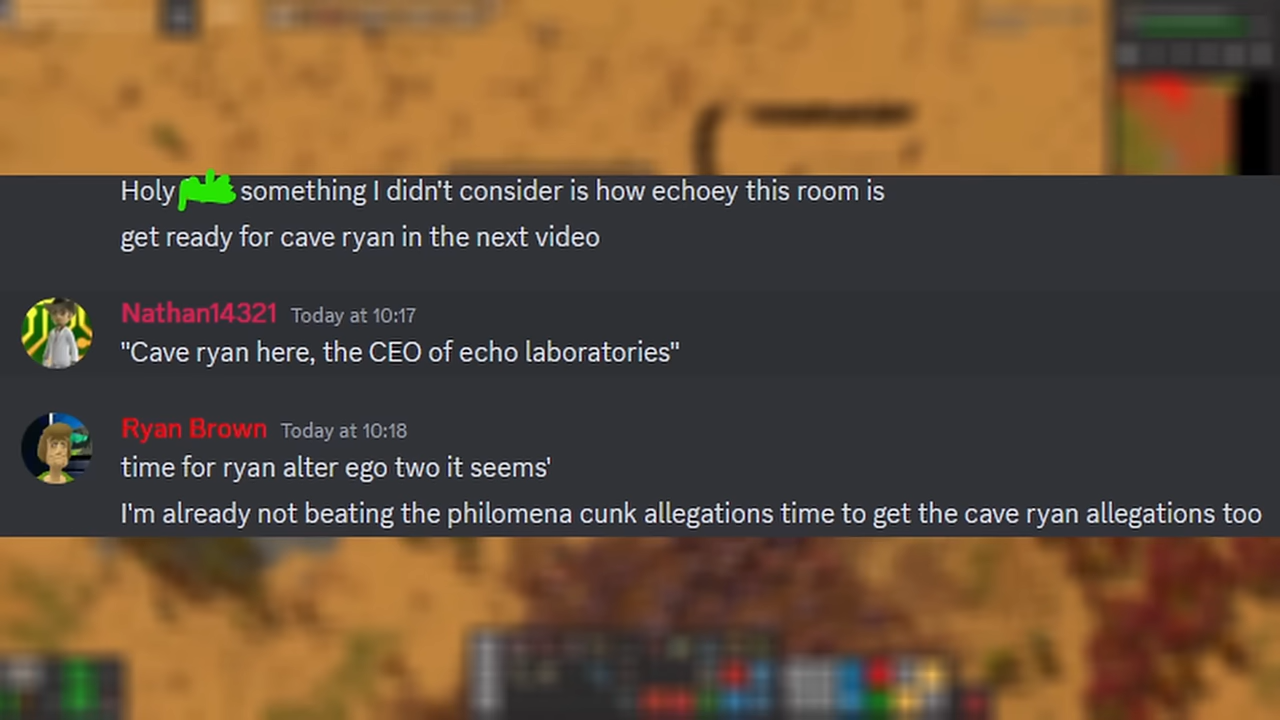 Holy something I didn't consider is how echoey this room is
get ready for cave ryan in the next video
Nathan14321 Today at 10:17
"Cave ryan here, the CEO of echo laboratories"
Ryan Brown Today at 10:18
time for ryan alter ego two it seems'
I'm already not beating the philomena cunk allegations time to get the cave ryan allegations too